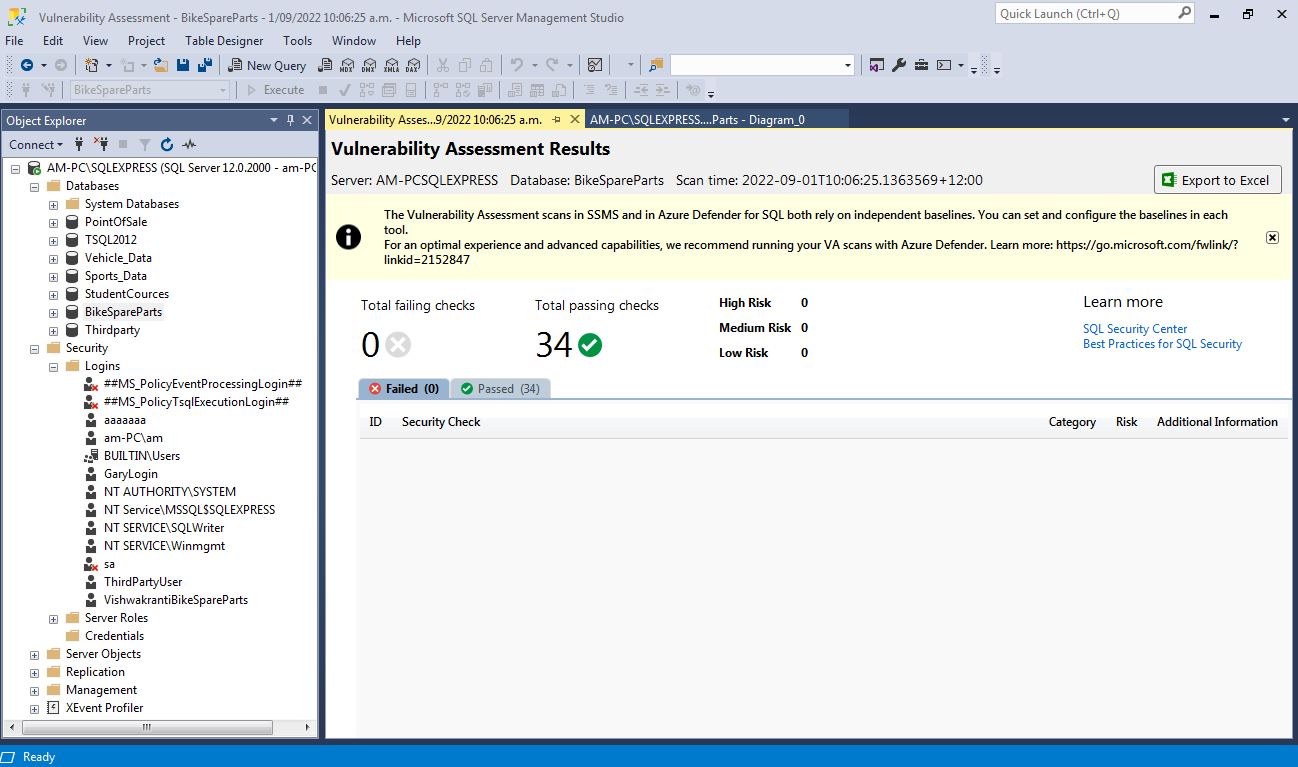 Vulnerability Assessment - BikeSpareParts - 1/09/2022 10:06:25 a.m. - Microsoft SQL Server Management Studio
Quick Launch (Ctrl+Q)
File Edit View Project Table Designer Tools Window Help
New Query
MDX DMX XMLA DAX
BikeSpareParts
Execute
Object Explorer
Connect
AM-PC\SQLEXPRESS (SQL Server 12.0.2000 - am-PC
Databases
System Databases
PointOfSale
TSQL2012
Vehicle_Data
Sports_Data
StudentCources
BikeSpareParts
Thirdparty
Security
Logins
##MS_PolicyEventProcessingLogin##
##MS_PolicyTsqlExecutionLogin##
aaaaaaa
am-PC\am
BUILTIN\Users
GaryLogin
NT AUTHORITY\SYSTEM
NT Service\MSSQL$SQLEXPRESS
NT SERVICE\SQLWriter
NT SERVICE\Winmgmt
sa
ThirdPartyUser
VishwakrantiBikeSpareParts
Server Roles
Credentials
Server Objects
Replication
Management
XEvent Profiler
Vulnerability Asses...9/2022 10:06:25 a.m.
AM-PC\SQLEXPRESS....Parts - Diagram_0
Vulnerability Assessment Results
Server: AM-PCSQLEXPRESS Database: BikeSpareParts Scan time: 2022-09-01T10:06:25.1363569+12:00
Export to Excel
The Vulnerability Assessment scans in SSMS and in Azure Defender for SQL both rely on independent baselines. You can set and configure the baselines in each
tool.
For an optimal experience and advanced capabilities, we recommend running your VA scans with Azure Defender. Learn more: https://go.microsoft.com/fwlink/?
linkid=2152847
Total failing checks
0
Total passing checks
34
High Risk 0
Medium Risk 0
Low Risk 0
Learn more
SQL Security Center
Best Practices for SQL Security
Failed (0)
Passed (34)
ID Security Check Category Risk Additional Information
Ready